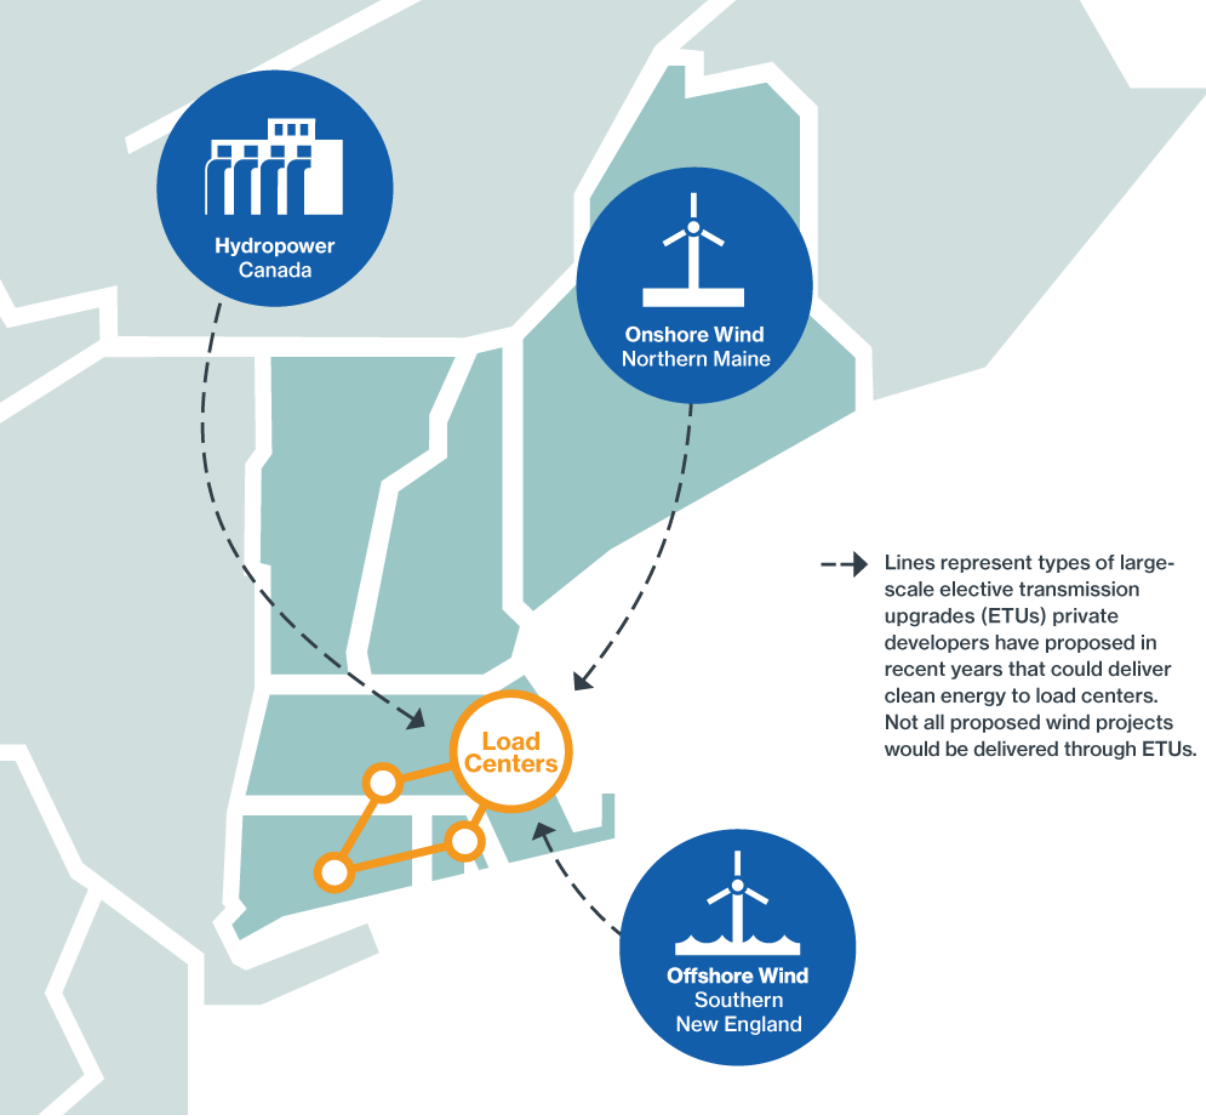 Hydropower
Canada
Onshore Wind
Northern Maine
Lines represent types of large-
scale elective transmission
upgrades (ETUs) private
developers have proposed in
recent years that could deliver
clean energy to load centers.
Not all proposed wind projects
would be delivered through ETUs.
Load
Centers
Offshore Wind
Southern
New England